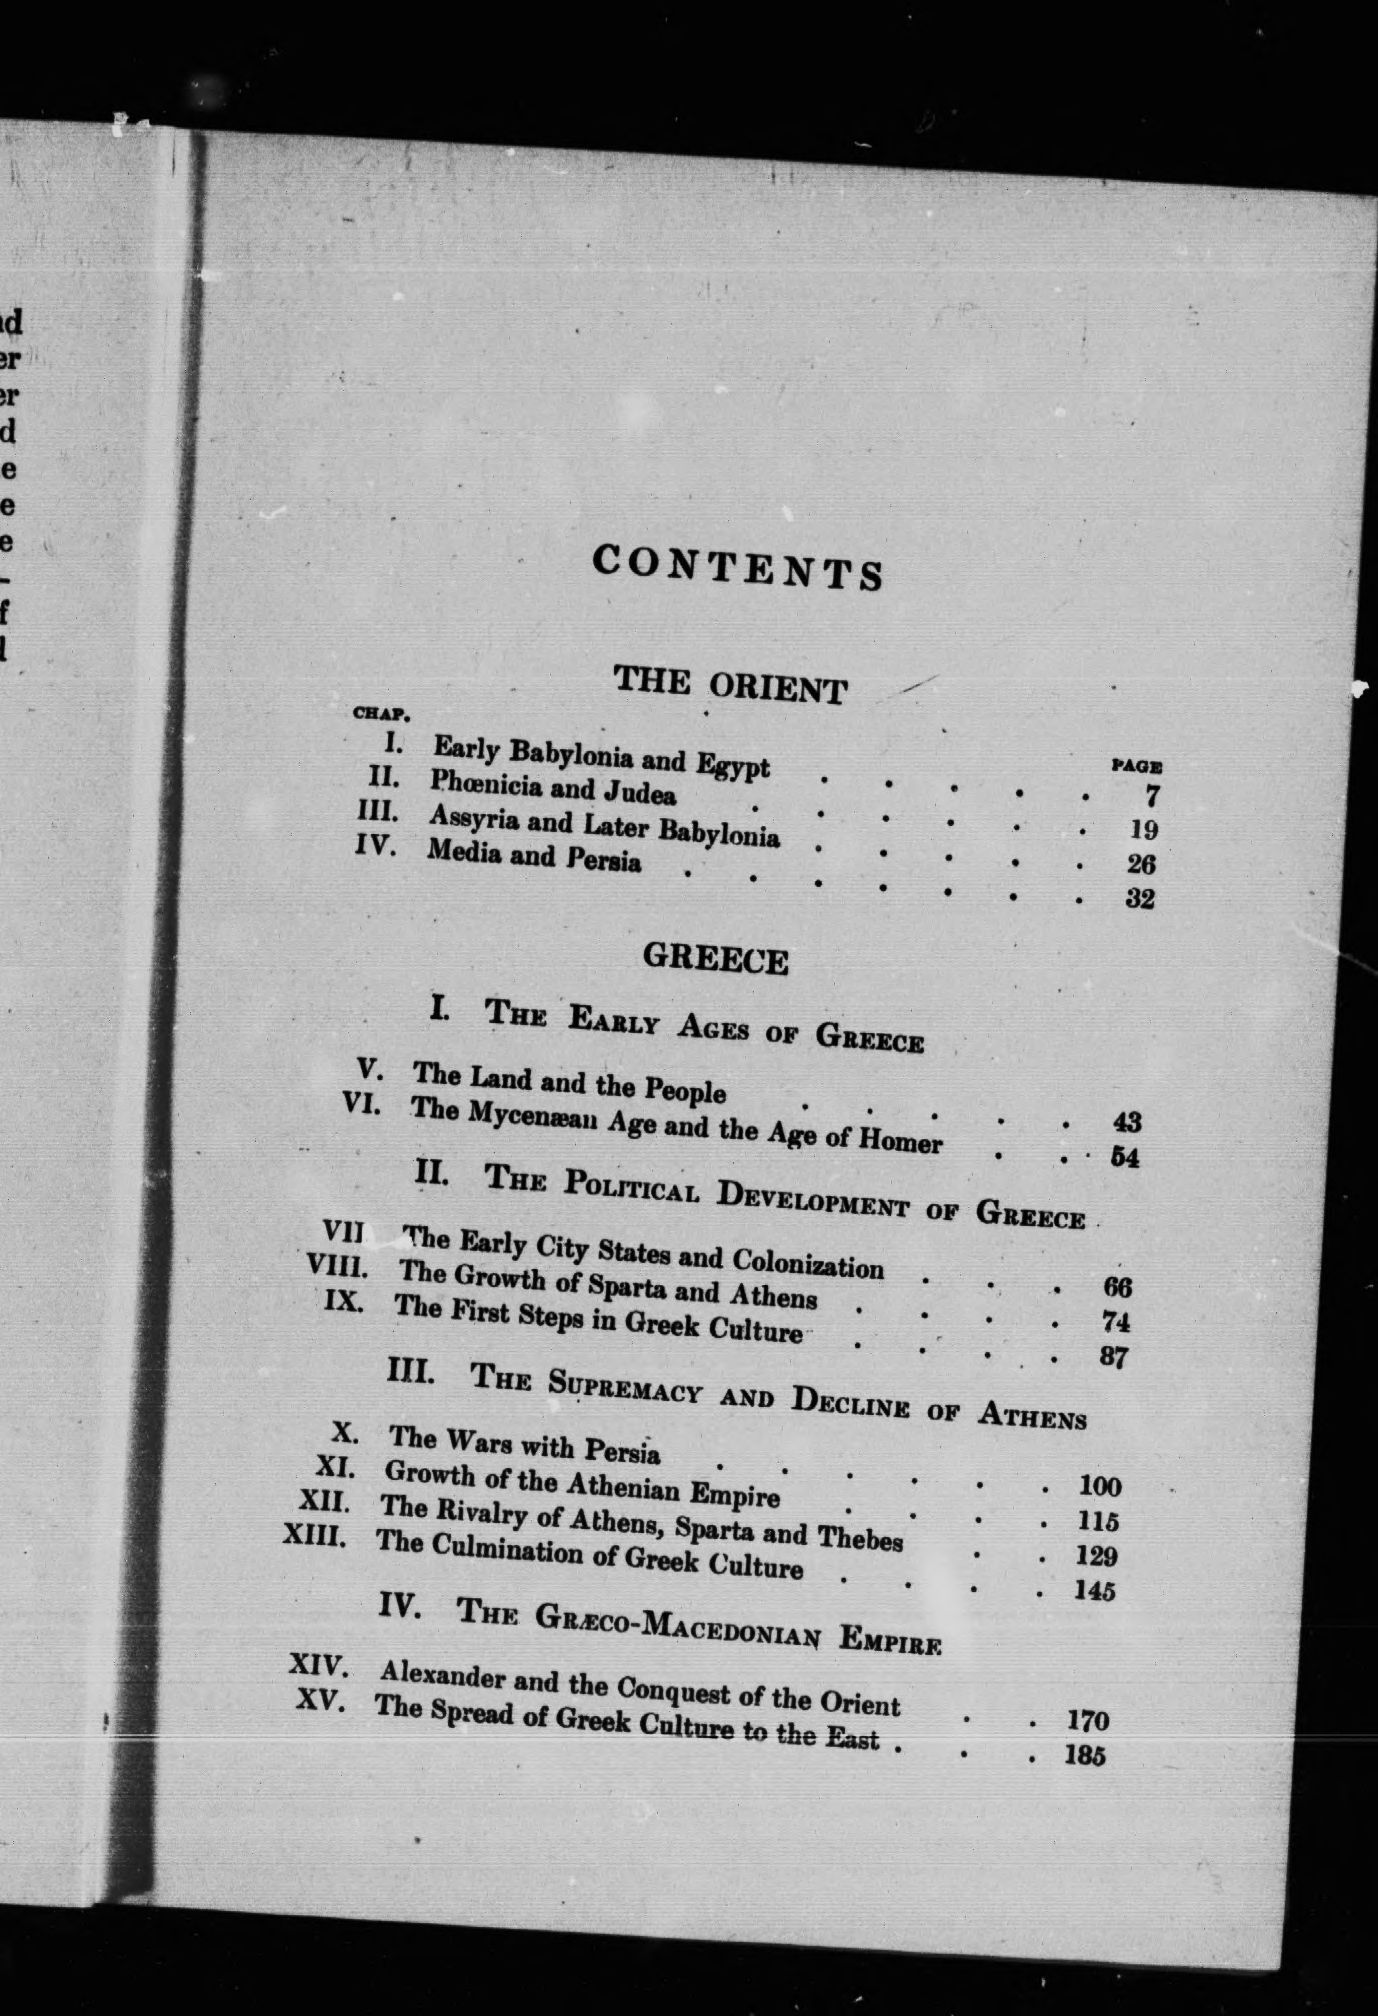 CONTENTS
THE ORIENT
CHAP. PAGE
I. Early Babylonia and Egypt . . . . . 7
II. Phœnicia and Judea . . . . . . 19
III. Assyria and Later Babylonia . . . . . 26
IV. Media and Persia . . . . . . . 32
GREECE
I. THE EARLY AGES OF GREECE
V. The Land and the People . . . . . 43
VI. The Mycenæan Age and the Age of Homer . . 54
II. THE POLITICAL DEVELOPMENT OF GREECE
VII The Early City States and Colonization . . . 66
VIII. The Growth of Sparta and Athens . . . . 74
IX. The First Steps in Greek Culture . . . . 87
III. THE SUPREMACY AND DECLINE OF ATHENS
X. The Wars with Persia . . . . . . 100
XI. Growth of the Athenian Empire . . . . 115
XII. The Rivalry of Athens, Sparta and Thebes . . 129
XIII. The Culmination of Greek Culture . . . . 145
IV. THE GRÆCO-MACEDONIAN EMPIRE
XIV. Alexander and the Conquest of the Orient . . 170
XV. The Spread of Greek Culture to the East . . . 185